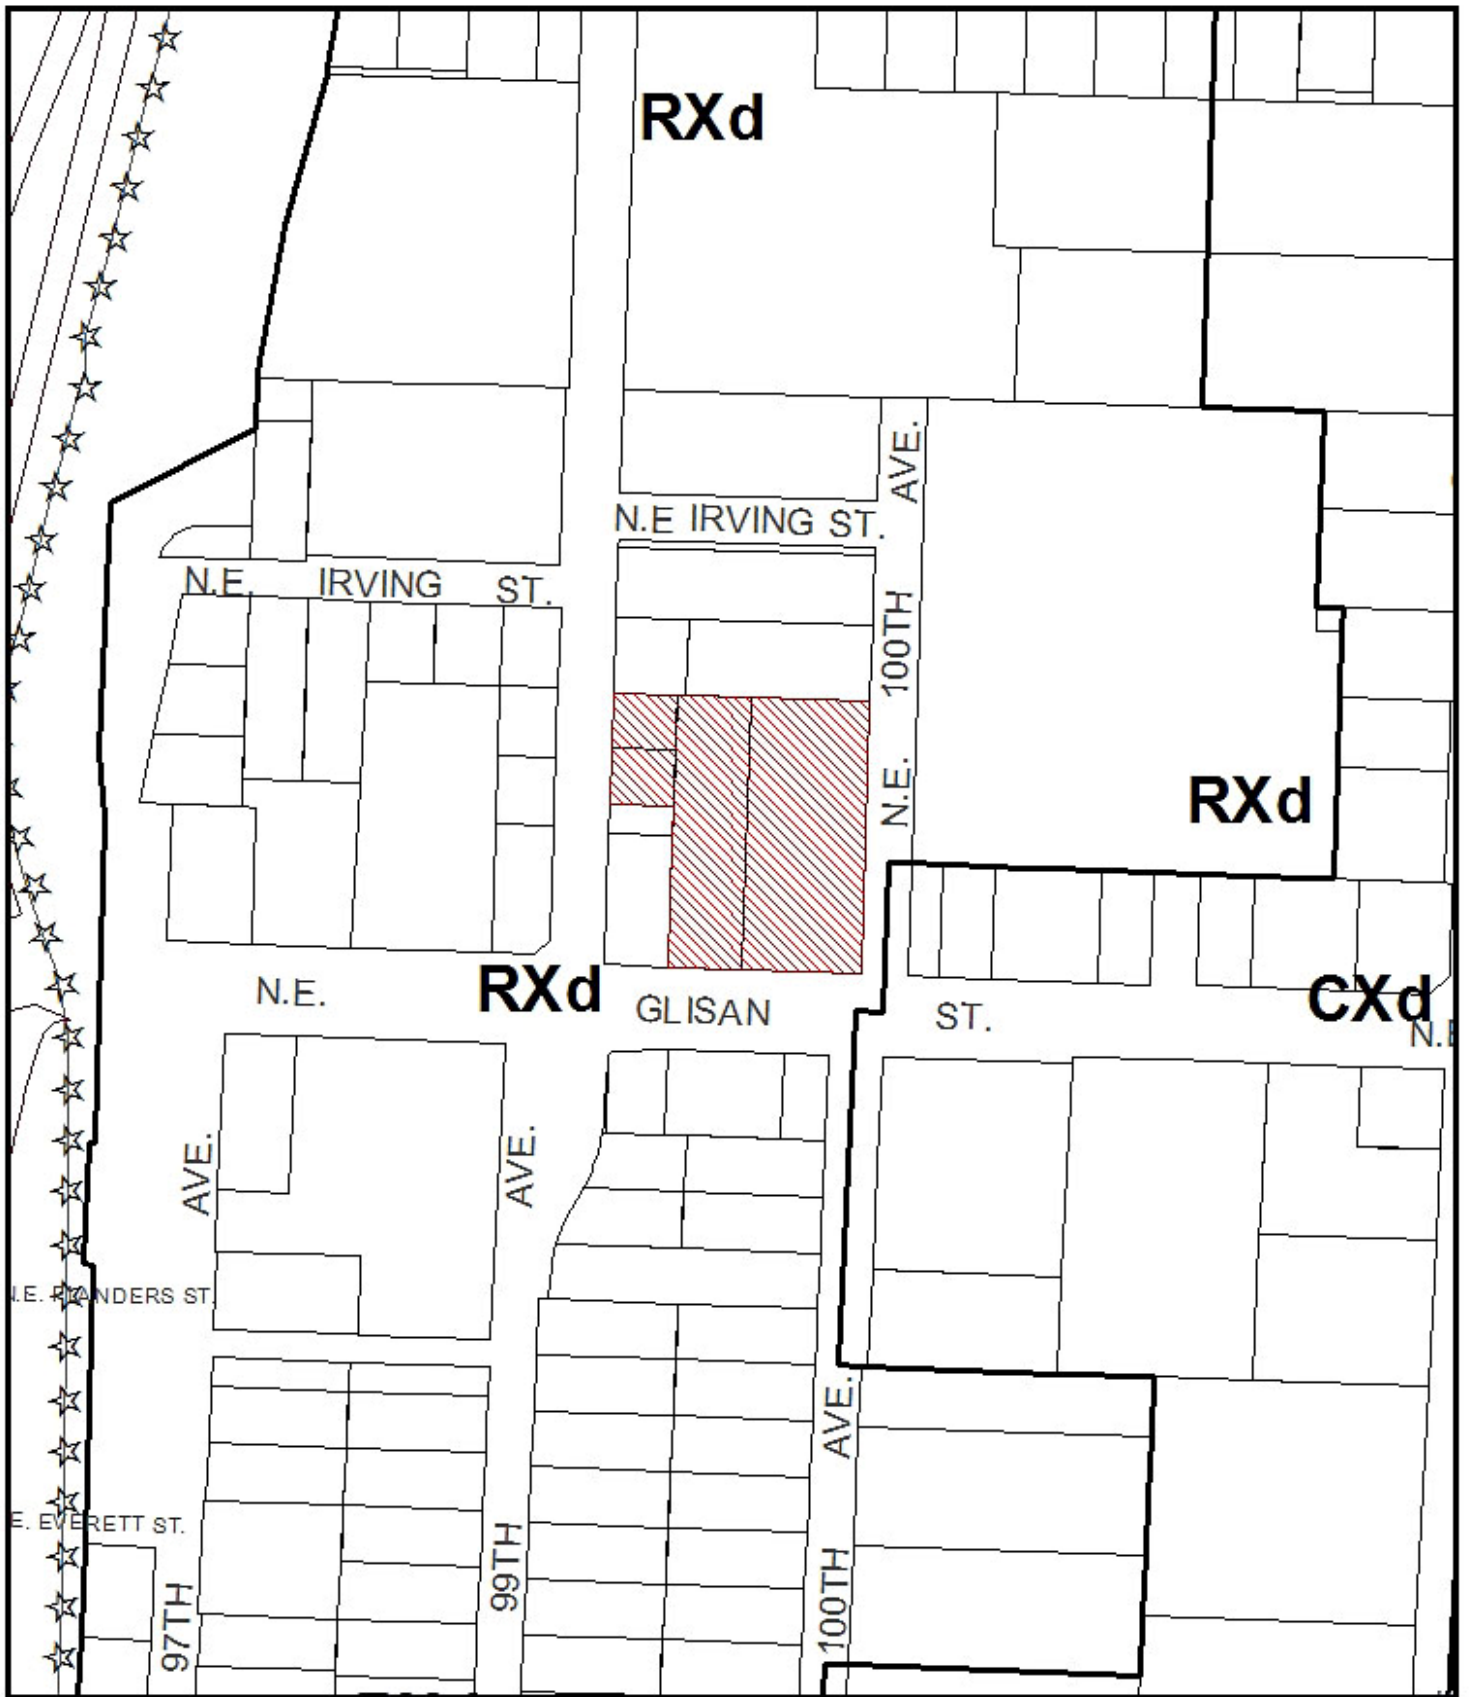 RXd
AVE.
N.E IRVING ST.
N.E. IRVING ST.
100TH
N.E.
RXd
RXd
N.E. GLISAN ST.
CXd
AVE.
AVE.
ANDERS ST.
AVE.
E. EVERETT ST.
99TH
100TH
97TH